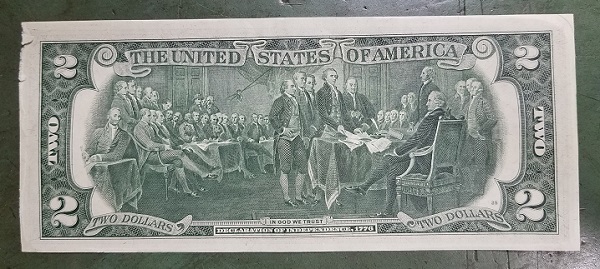 THE UNITED STATES OF AMERICA
2
2
TWO
TWO
2
2
TWO DOLLARS
IN GOD WE TRUST
TWO DOLLARS
DECLARATION OF INDEPENDENCE, 1776